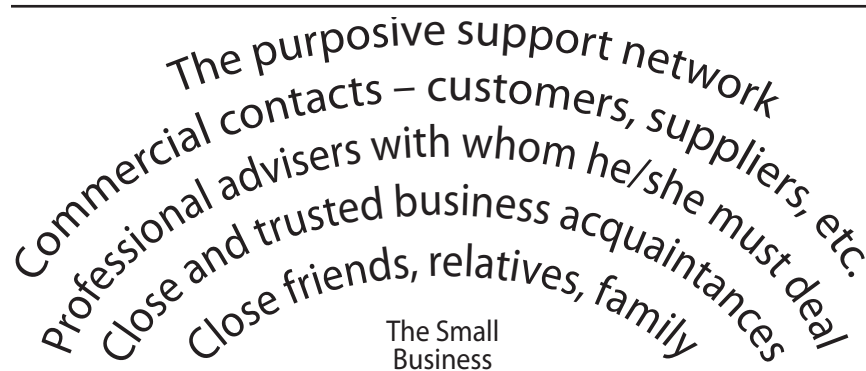 The purposive support network
Commercial contacts – customers, suppliers, etc.
Professional advisers with whom he/she must deal
Close and trusted business acquaintances
Close friends, relatives, family
The Small
Business